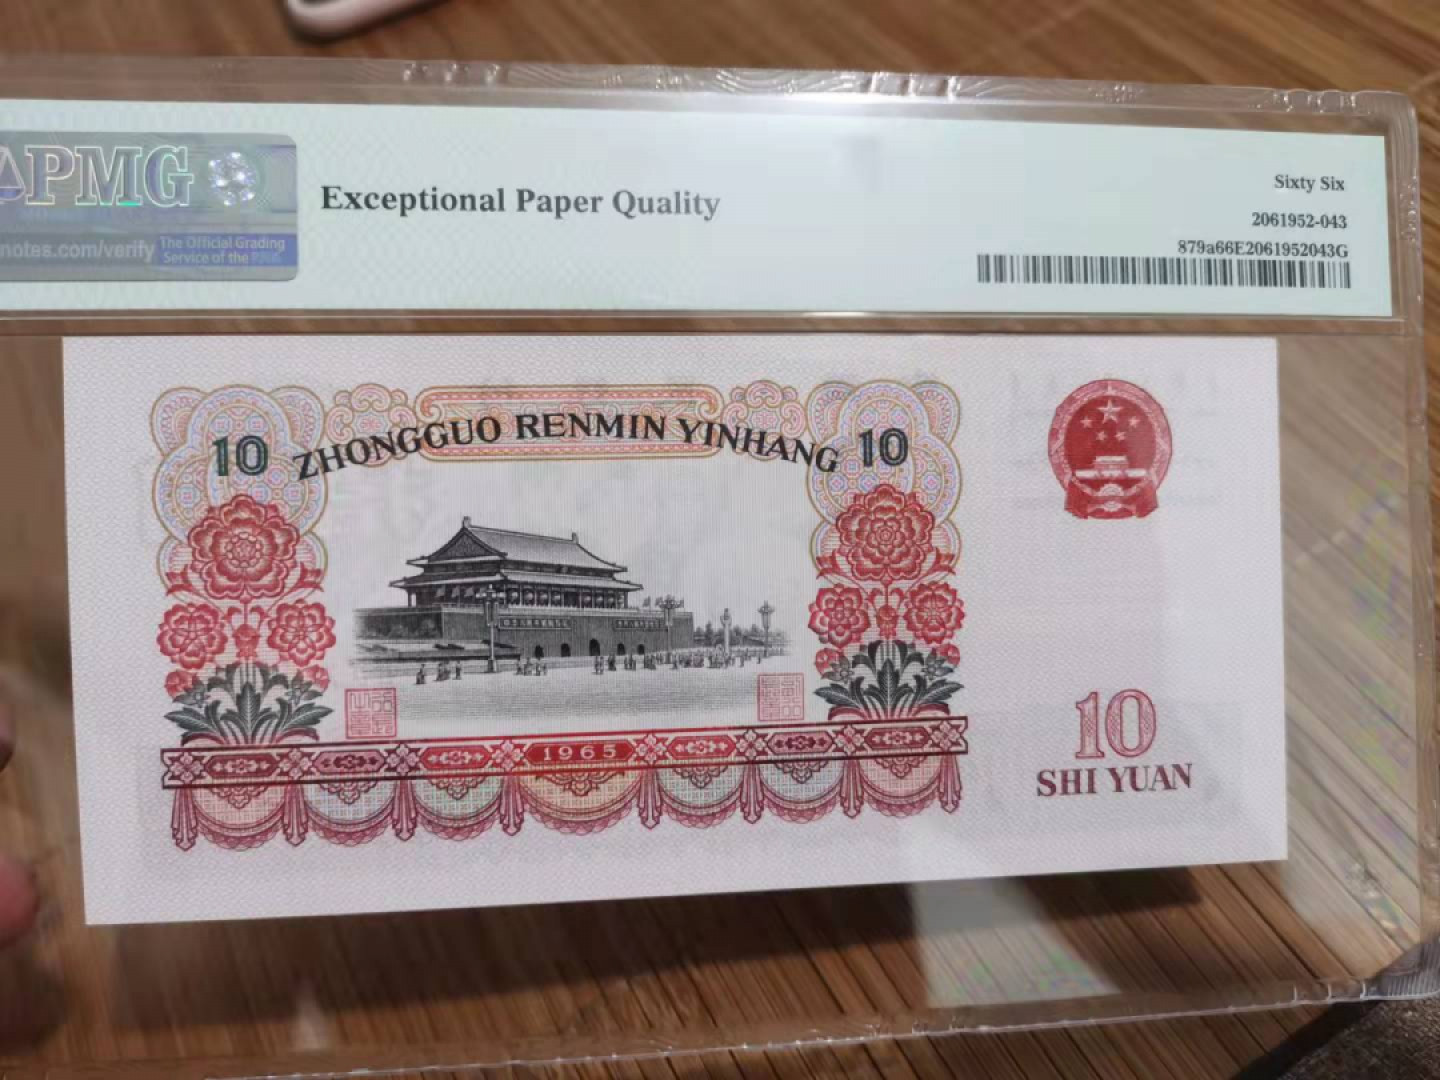 PMG
notes.com/verify
The Official Grading
Service of the PNG
Exceptional Paper Quality
Sixty Six
2061952-043
879a66E2061952043G
10
ZHONGGUO RENMIN YINHANG
10
1965
10
SHI YUAN